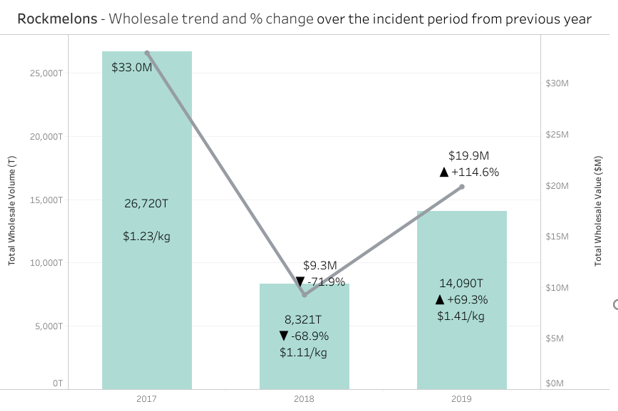 Rockmelons - Wholesale trend and % change over the incident period from previous year
Total Wholesale Volume (T)
25,000T
20,000T
15,000T
10,000T
5,000T
0T
$33.0M
26,720T
$1.23/kg
$9.3M
▼ -71.9%
8,321T
▼ -68.9%
$1.11/kg
$19.9M
▲ +114.6%
14,090T
▲ +69.3%
$1.41/kg
$30M
$25M
$20M
$15M
$10M
$5M
$0M
Total Wholesale Value ($M)
2017
2018
2019